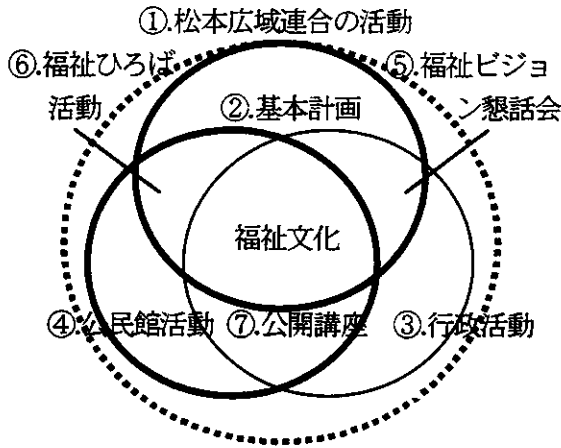 ①.松本広域連合の活動
⑥.福祉ひろば
活動
⑤.福祉ビジョ
ン懇話会
②.基本計画
福祉文化
④.公民館活動
⑦.公開講座
③.行政活動